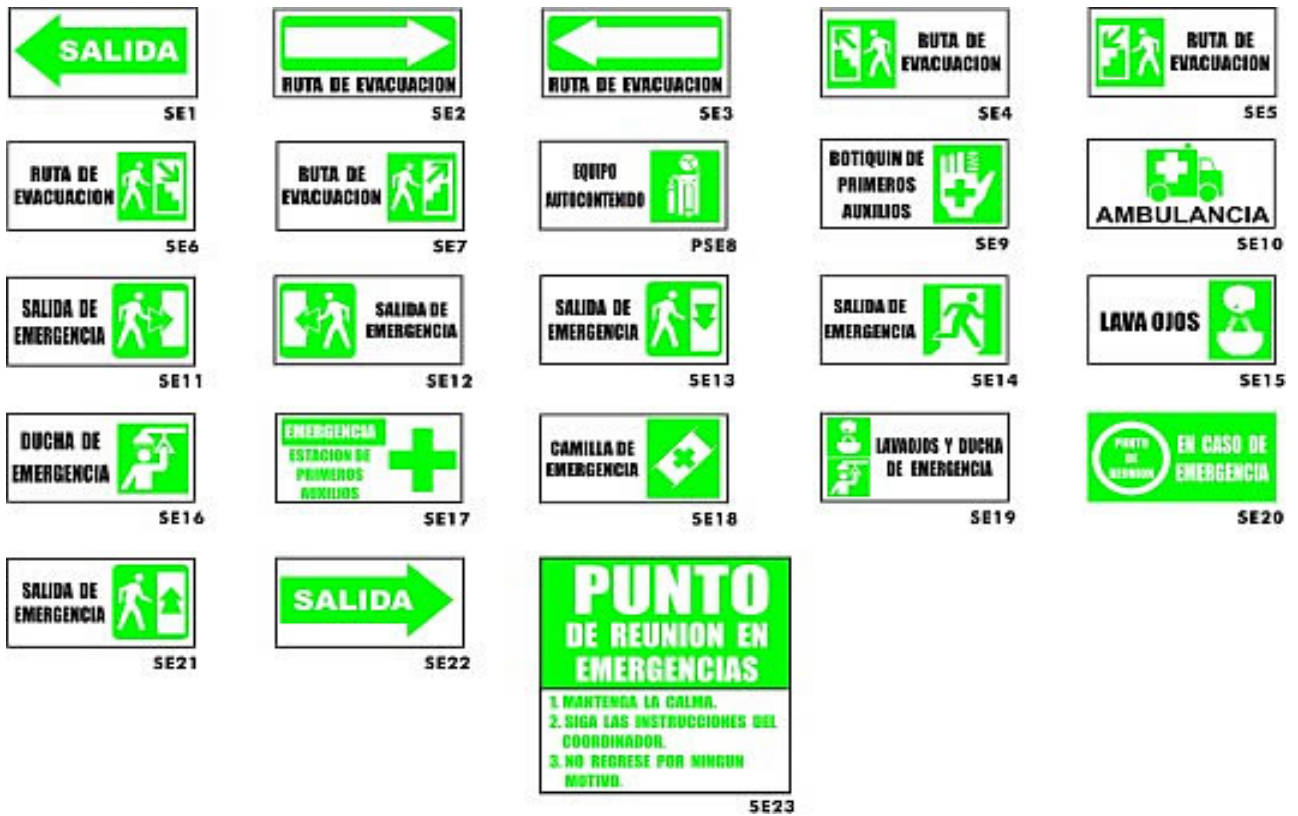 SALIDA
SE1
RUTA DE EVACUACION
SE2
RUTA DE EVACUACION
SE3
RUTA DE
EVACUACION
SE4
RUTA DE
EVACUACION
SE5
RUTA DE
EVACUACION
SE6
RUTA DE
EVACUACION
SE7
EQUIPO
AUTOCONTENIDO
PSE8
BOTIQUIN DE
PRIMEROS
AUXILIOS
SE9
AMBULANCIA
SE10
SALIDA DE
EMERGENCIA
SE11
SALIDA DE
EMERGENCIA
SE12
SALIDA DE
EMERGENCIA
SE13
SALIDA DE
EMERGENCIA
SE14
LAVA OJOS
SE15
DUCHA DE
EMERGENCIA
SE16
EMERGENCIA
ESTACION DE
PRIMEROS
AUXILIOS
SE17
CAMILLA DE
EMERGENCIA
SE18
LAVAOJOS Y DUCHA
DE EMERGENCIA
SE19
PUNTO
DE
REUNION
EN CASO DE
EMERGENCIA
SE20
SALIDA DE
EMERGENCIA
SE21
SALIDA
SE22
PUNTO
DE REUNION EN
EMERGENCIAS
1. MANTENGA LA CALMA.
2. SIGA LAS INSTRUCCIONES DEL
COORDINADOR.
3. NO REGRESE POR NINGUN
MOTIVO.
SE23